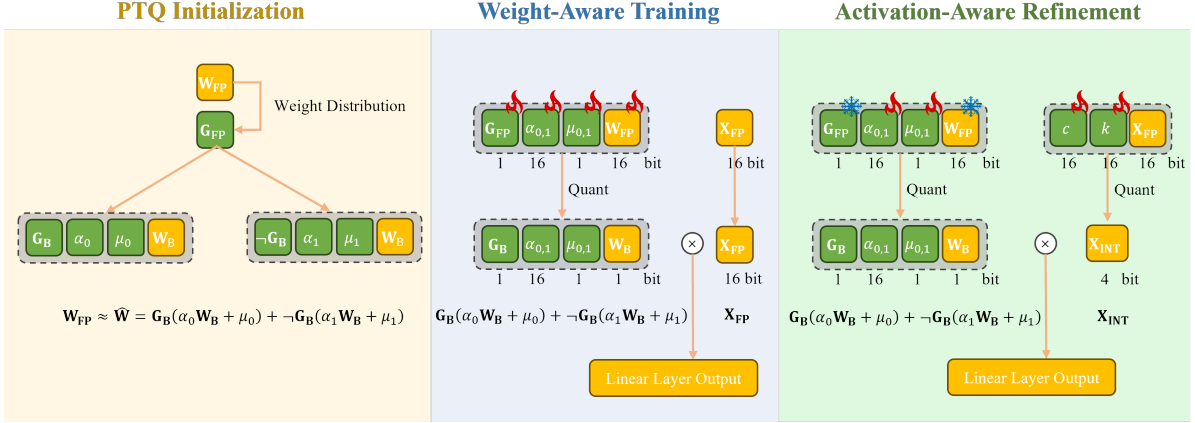 PTQ Initialization
W_FP
Weight Distribution
G_FP
G_B α_0 μ_0 W_B
¬G_B α_1 μ_1 W_B
W_FP ≈ Ŵ = G_B(α_0W_B + μ_0) + ¬G_B(α_1W_B + μ_1)
Weight-Aware Training
G_FP α_0,1 μ_0,1 W_FP
X_FP
1 16 1 16 bit
16 bit
Quant
G_B α_0,1 μ_0,1 W_B
×
X_FP
1 16 1 1 bit
16 bit
G_B(α_0W_B + μ_0) + ¬G_B(α_1W_B + μ_1)
X_FP
Linear Layer Output
Activation-Aware Refinement
G_FP α_0,1 μ_0,1 W_FP
c k X_FP
1 16 1 16 bit
16 16 16 bit
Quant
Quant
G_B α_0,1 μ_0,1 W_B
×
X_INT
1 16 1 1 bit
4 bit
G_B(α_0W_B + μ_0) + ¬G_B(α_1W_B + μ_1)
X_INT
Linear Layer Output